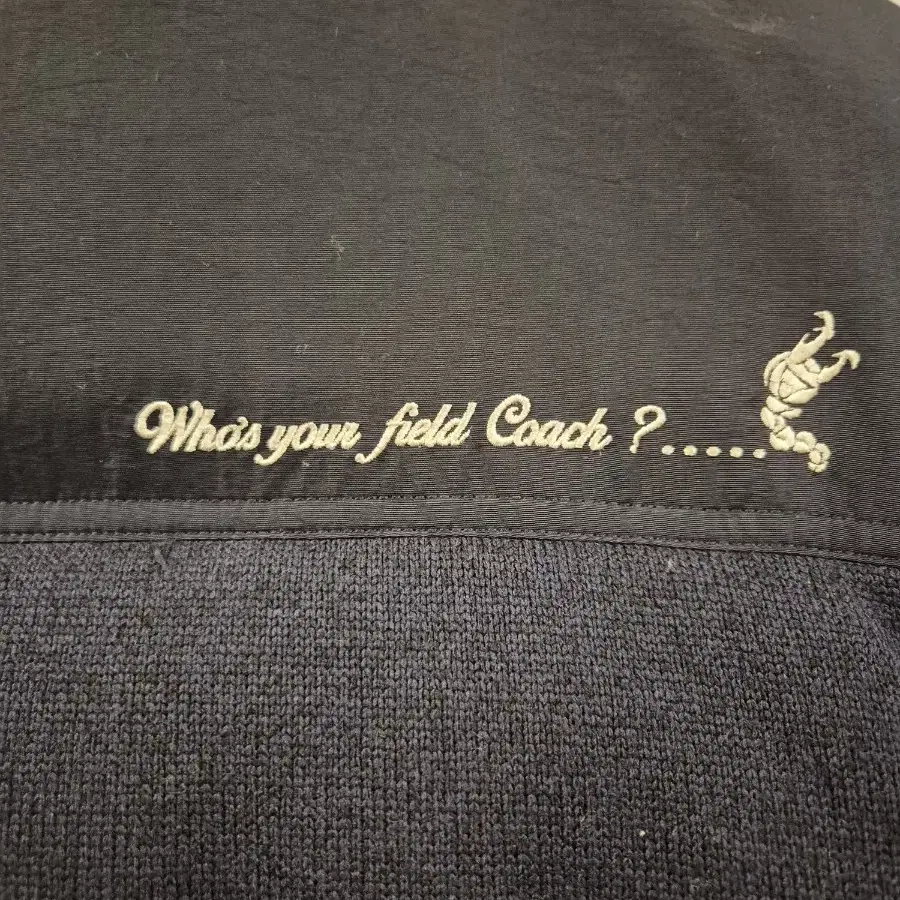 Who's your field Coach ?.....